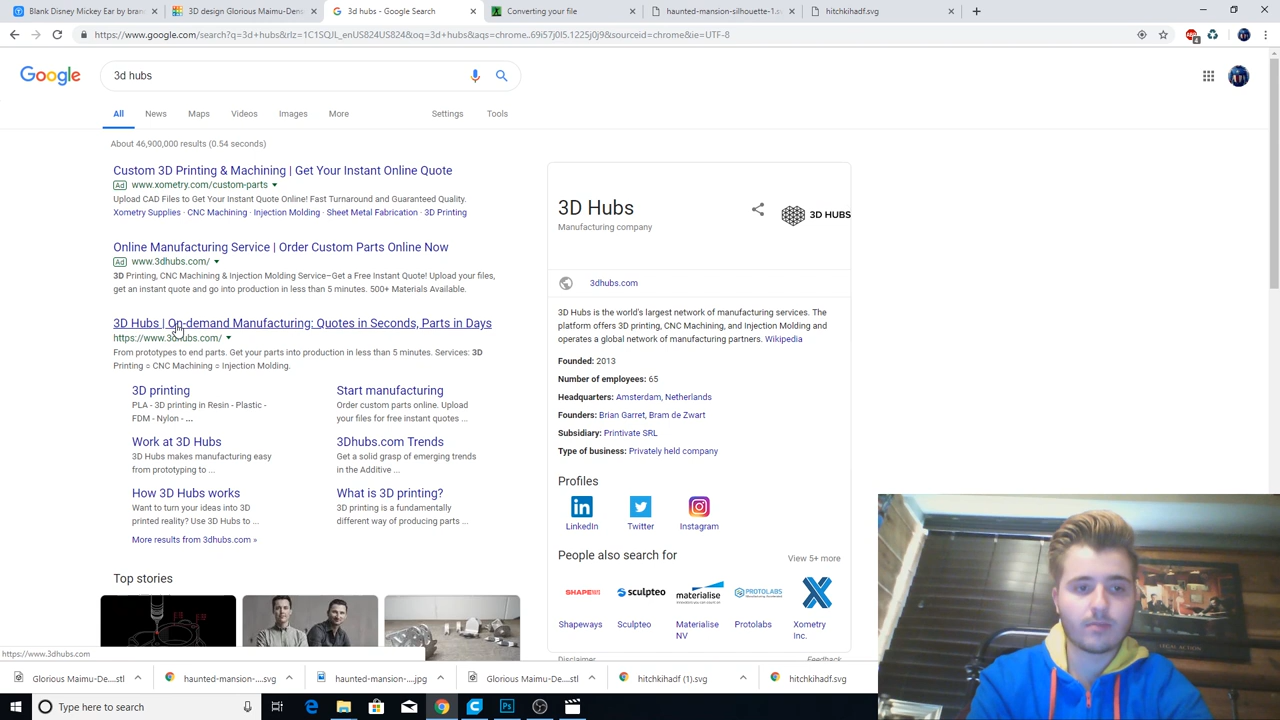 Blank Disney Mickey Ear by bran
3D design Glorious Maimu-Dens
3d hubs - Google Search
Converting your file
haunted-mansion-silhouette-1.s
hitchkihadf.svg
https://www.google.com/search?q=3d+hubs&rlz=1C1SQJL_enUS824US824&oq=3d+hubs&aqs=chrome..69i57j0l5.1225j0j9&sourceid=chrome&ie=UTF-8
4
Google
3d hubs
All News Maps Videos Images More Settings Tools
About 46,900,000 results (0.54 seconds)
Custom 3D Printing & Machining | Get Your Instant Online Quote
Ad www.xometry.com/custom-parts
Upload CAD Files to Get Your Instant Quote Online! Fast Turnaround and Guaranteed Quality.
Xometry Supplies · CNC Machining · Injection Molding · Sheet Metal Fabrication · 3D Printing
Online Manufacturing Service | Order Custom Parts Online Now
Ad www.3dhubs.com/
3D Printing, CNC Machining & Injection Molding Service–Get a Free Instant Quote! Upload your files,
get an instant quote and go into production in less than 5 minutes. 500+ Materials Available.
3D Hubs | On-demand Manufacturing: Quotes in Seconds, Parts in Days
https://www.3dhubs.com/
From prototypes to end parts. Get your parts into production in less than 5 minutes. Services: 3D
Printing ○ CNC Machining ○ Injection Molding.
3D printing
PLA - 3D printing in Resin - Plastic -
FDM - Nylon - ...
Start manufacturing
Order custom parts online. Upload
your files for free instant quotes ...
Work at 3D Hubs
3D Hubs makes manufacturing easy
from prototyping to ...
3Dhubs.com Trends
Get a solid grasp of emerging trends
in the Additive ...
How 3D Hubs works
Want to turn your ideas into 3D
printed reality? Use 3D Hubs to ...
What is 3D printing?
3D printing is a fundamentally
different way of producing parts ...
More results from 3dhubs.com »
Top stories
3D Hubs
Manufacturing company
3D HUBS
3dhubs.com
3D Hubs is the world's largest network of manufacturing services. The
platform offers 3D printing, CNC Machining, and Injection Molding and
operates a global network of manufacturing partners. Wikipedia
Founded: 2013
Number of employees: 65
Headquarters: Amsterdam, Netherlands
Founders: Brian Garret, Bram de Zwart
Subsidiary: Printivate SRL
Type of business: Privately held company
Profiles
LinkedIn Twitter Instagram
People also search for
View 5+ more
sculpteo materialise PROTOLABS
Shapeways Sculpteo Materialise NV Protolabs Xometry Inc.
Disclaimer Feedback
https://www.3dhubs.com
Glorious Maimu-De....stl
haunted-mansion-....svg
haunted-mansion-....jpg
Glorious Maimu-De....stl
hitchkihadf (1).svg
hitchkihadf.svg
Type here to search